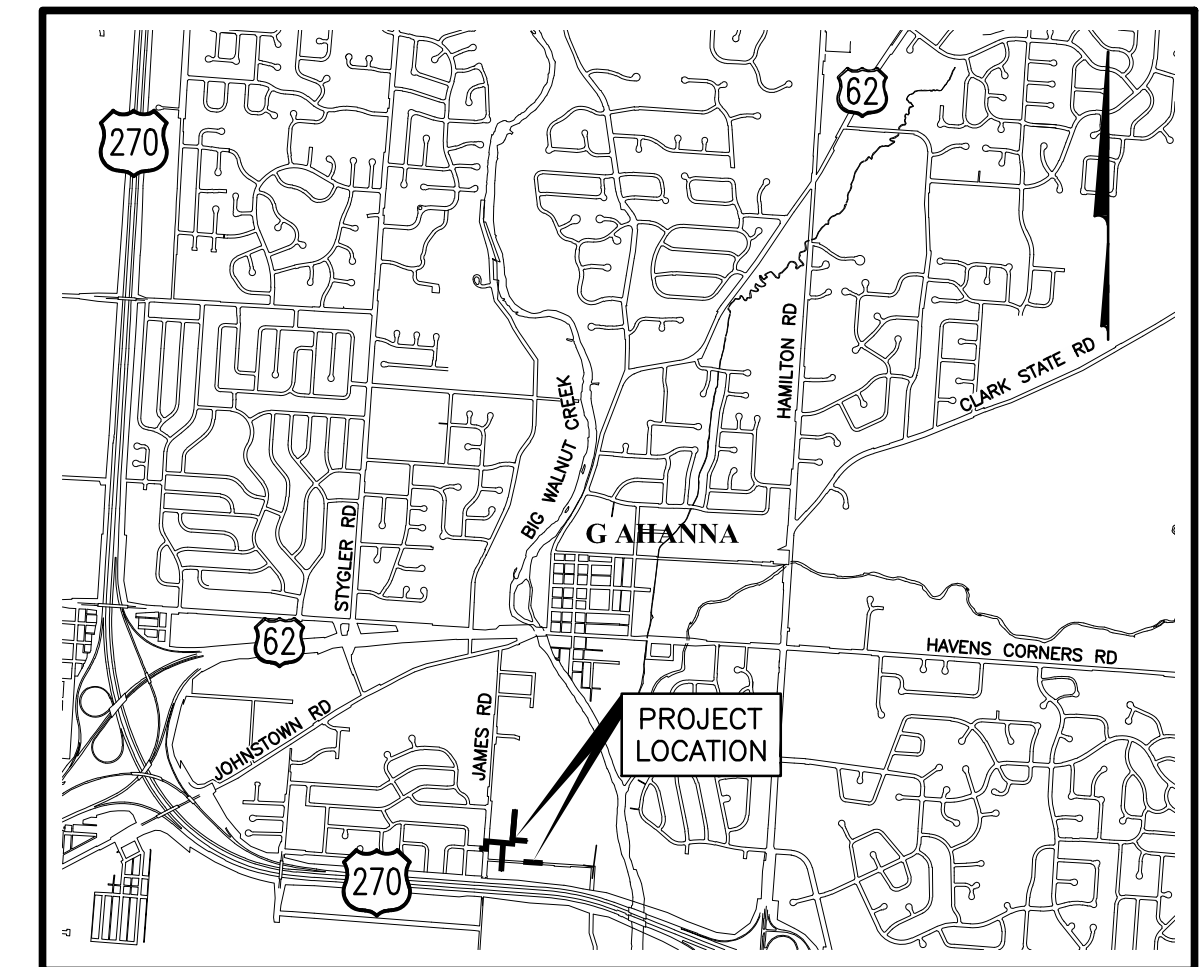 270
62
HAMILTON RD
CLARK STATE RD
BIG WALNUT CREEK
G AHANNA
STYGLER RD
62
HAVENS CORNERS RD
JOHNSTOWN RD
JAMES RD
PROJECT
LOCATION
270